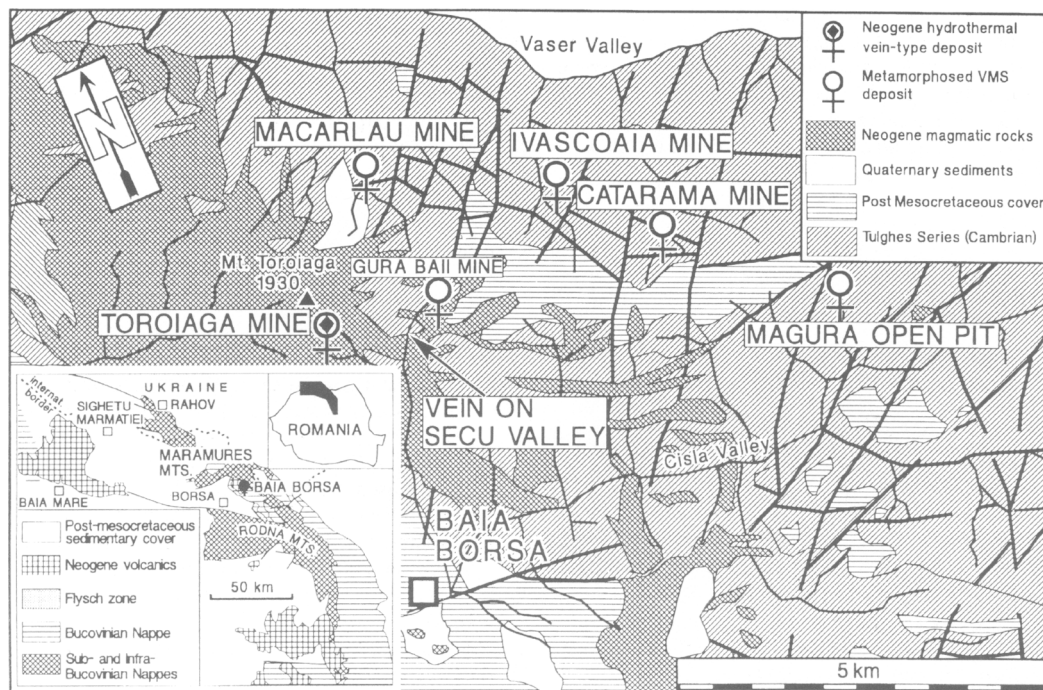 Vaser Valley
N
MACARLAU MINE
IVASCOAIA MINE
CATARAMA MINE
Mt. Toroiaga
1930
GURA BAII MINE
TOROIAGA MINE
MAGURA OPEN PIT
VEIN ON
SECU VALLEY
Cisla Valley
BAIA
BORSA
5 km
Neogene hydrothermal
vein-type deposit
Metamorphosed VMS
deposit
Neogene magmatic rocks
Quaternary sediments
Post Mesocretaceous cover
Tulghes Series (Cambrian)
internat.
border
UKRAINE
RAHOV
SIGHETU
MARMATIEI
MARAMURES
MTS.
BAIA BORSA
BORSA
BAIA MARE
RODNA MTS
50 km
ROMANIA
Post-mesocretaceous
sedimentary cover
Neogene volcanics
Flysch zone
Bucovinian Nappe
Sub- and Infra-
Bucovinian Nappes